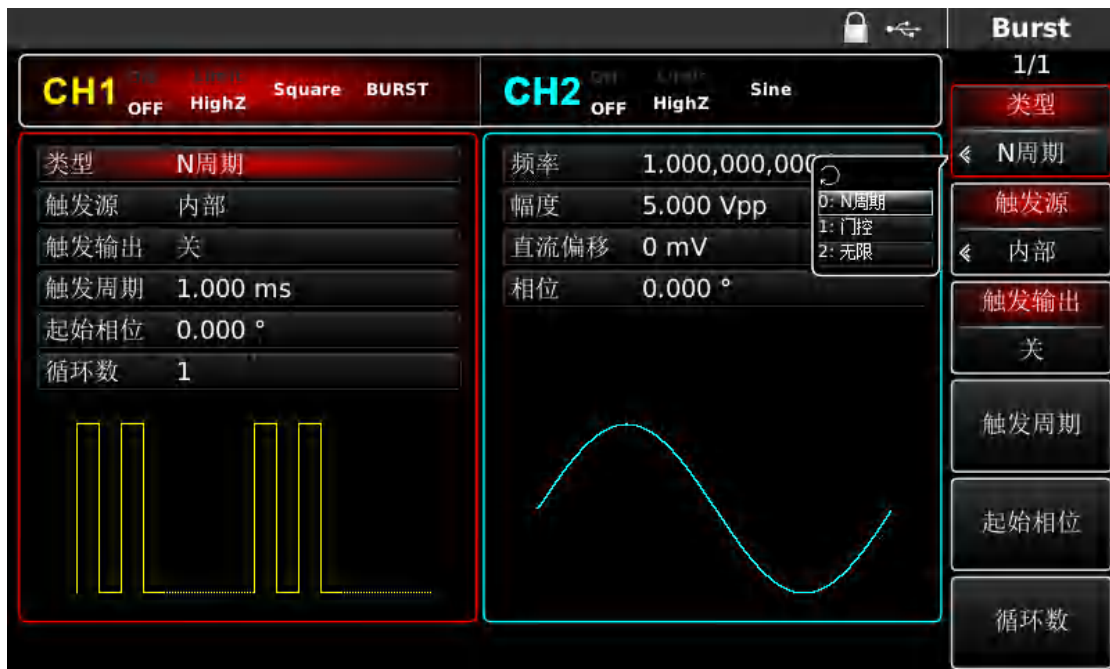 Burst
1/1
CH1 OFF HighZ Square BURST
CH2 OFF HighZ Sine
类型 N周期
触发源 内部
触发输出 关
触发周期 1.000 ms
起始相位 0.000 °
循环数 1
频率 1.000,000,000
幅度 5.000 Vpp
直流偏移 0 mV
相位 0.000 °
0: N周期
1: 门控
2: 无限
类型
N周期
触发源
内部
触发输出
关
触发周期
起始相位
循环数